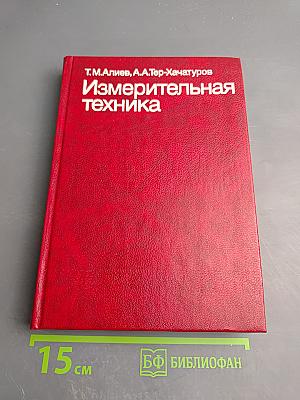 Т.М.Алиев, А.А.Тер-Хачатуров
Измерительная
техника
15 см
БФ БИБЛИОФАН